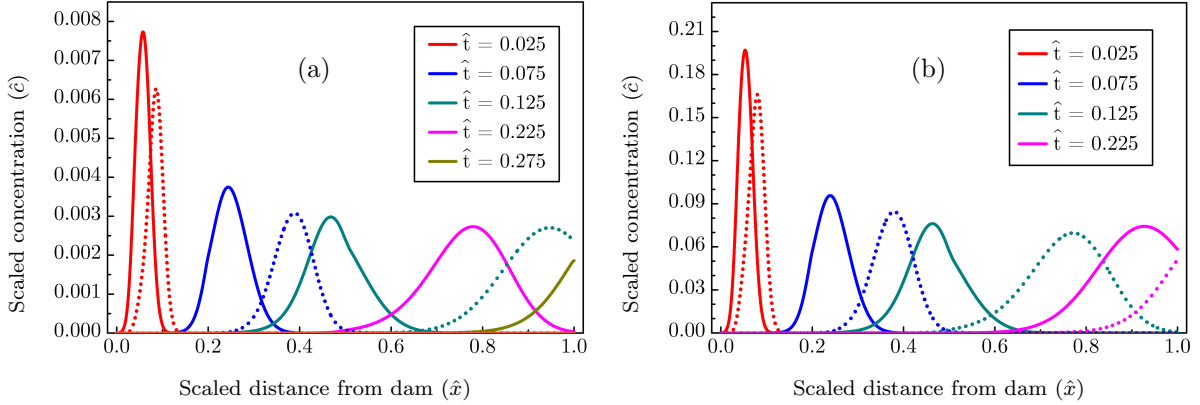 (a)
t̂ = 0.025
t̂ = 0.075
t̂ = 0.125
t̂ = 0.225
t̂ = 0.275
0.008
0.007
0.006
0.005
0.004
0.003
0.002
0.001
0.000
0.0 0.2 0.4 0.6 0.8 1.0
Scaled concentration (ĉ)
Scaled distance from dam (x̂)
(b)
t̂ = 0.025
t̂ = 0.075
t̂ = 0.125
t̂ = 0.225
0.21
0.18
0.15
0.12
0.09
0.06
0.03
0.00
0.0 0.2 0.4 0.6 0.8 1.0
Scaled concentration (ĉ)
Scaled distance from dam (x̂)